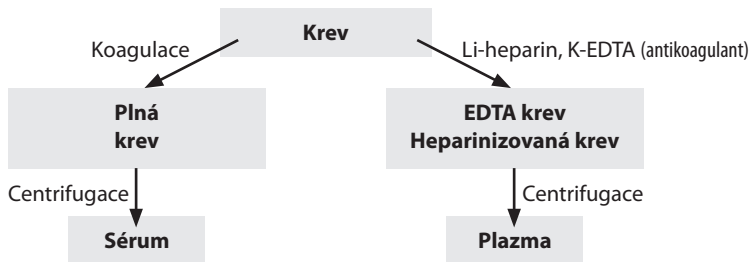 Krev
Koagulace
Li-heparin, K-EDTA (antikoagulant)
Plná
krev
EDTA krev
Heparinizovaná krev
Centrifugace
Centrifugace
Sérum
Plazma